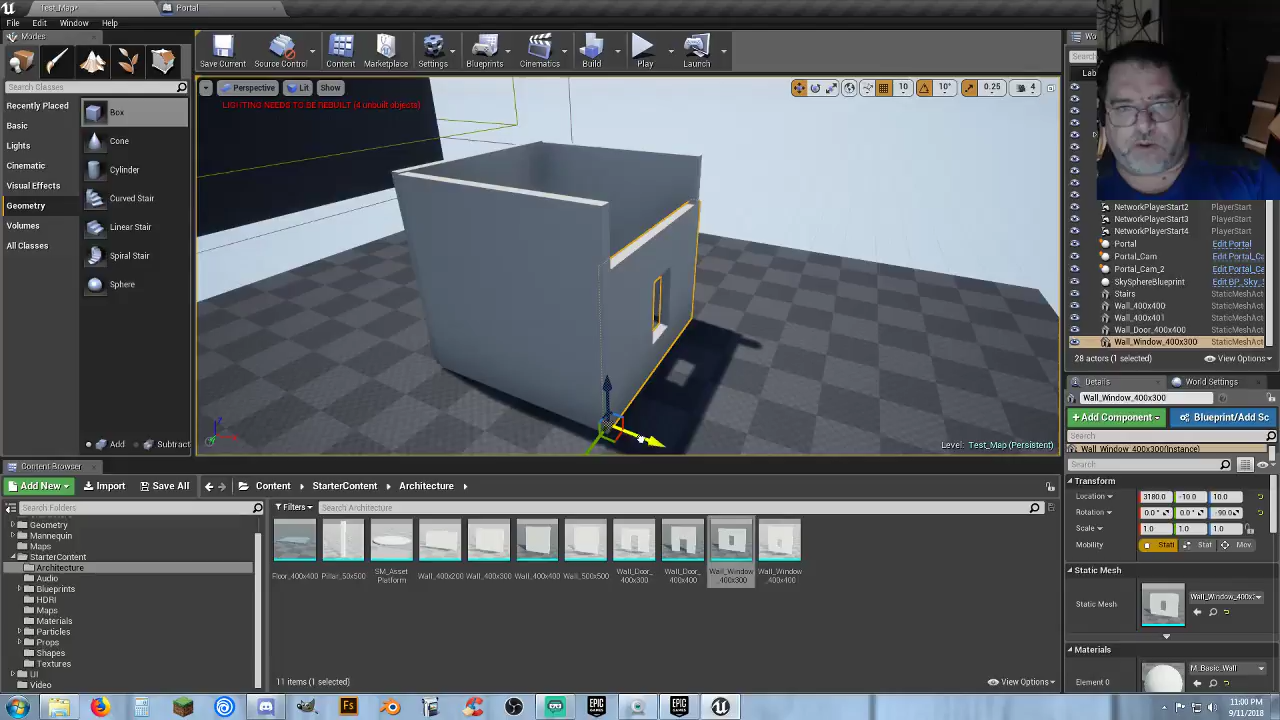 Test_Map*
Portal
File Edit Window Help
Modes
Save Current
Source Control
Content
Marketplace
Settings
Blueprints
Cinematics
Build
Play
Launch
Search Classes
Recently Placed
Basic
Lights
Cinematic
Visual Effects
Geometry
Volumes
All Classes
Box
Cone
Cylinder
Curved Stair
Linear Stair
Spiral Stair
Sphere
Add
Subtract
Perspective
Lit
Show
10
10°
0.25
4
LIGHTING NEEDS TO BE REBUILT (4 unbuilt objects)
Level: Test_Map (Persistent)
NetworkPlayerStart2 PlayerStart
NetworkPlayerStart3 PlayerStart
NetworkPlayerStart4 PlayerStart
Portal Edit Portal
Portal_Cam Edit Portal_Ca
Portal_Cam_2 Edit Portal_Ca
SkySphereBlueprint Edit BP_Sky_S
Stairs StaticMeshAct
Wall_400x400 StaticMeshAct
Wall_400x401 StaticMeshAct
Wall_Door_400x400 StaticMeshAct
Wall_Window_400x300 StaticMeshAct
28 actors (1 selected)
View Options
Details
World Settings
Wall_Window_400x300
Add Component
Blueprint/Add Sc
Search
Wall_Window_400x300(Instance)
Search
Transform
Location 3180.0 -10.0 10.0
Rotation 0.0° 0.0° -90.0°
Scale 1.0 1.0 1.0
Mobility Stati Stat Mov
Static Mesh
Static Mesh
Wall_Window_400x3
Materials
Element 0
M_Basic_Wall
Content Browser
Add New
Import
Save All
Content
StarterContent
Architecture
Search Folders
Filters
Search Architecture
Geometry
Mannequin
Maps
StarterContent
Architecture
Audio
Blueprints
HDRI
Maps
Materials
Particles
Props
Shapes
Textures
UI
Video
Floor_400x400
Pillar_50x500
SM_Asset Platform
Wall_400x200
Wall_400x300
Wall_400x400
Wall_500x500
Wall_Door_400x300
Wall_Door_400x400
Wall_Window_400x300
Wall_Window_400x400
11 items (1 selected)
View Options
11:00 PM
9/11/2018